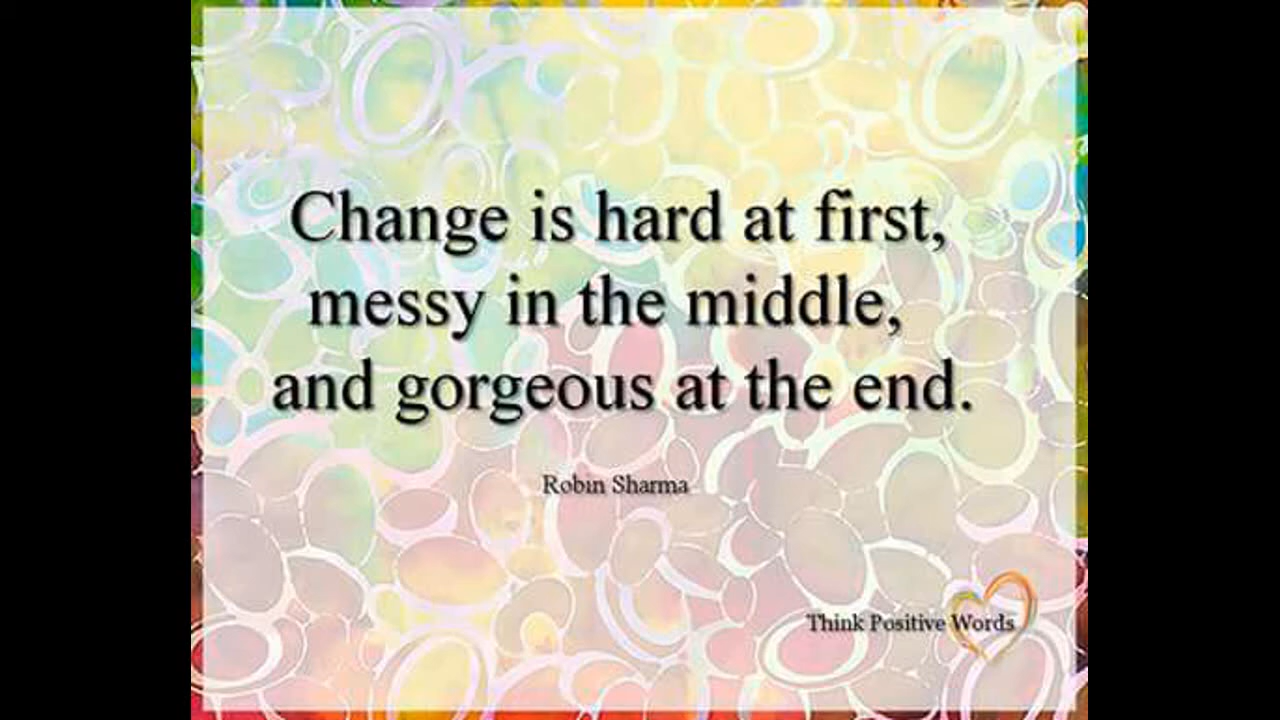 Change is hard at first,
messy in the middle,
and gorgeous at the end.
Robin Sharma
Think Positive Words